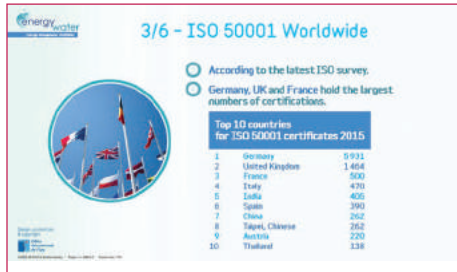 energy
water
3/6 – ISO 50001 Worldwide
According to the latest ISO survey.
Germany, UK and France hold the largest
numbers of certifications.
Top 10 countries
for ISO 50001 certificates 2015
1 Germany 5931
2 United Kingdom 1464
3 France 500
4 Italy 470
5 India 405
6 Spain 390
7 China 262
8 Taipei, Chinese 262
9 Austria 220
10 Thailand 138